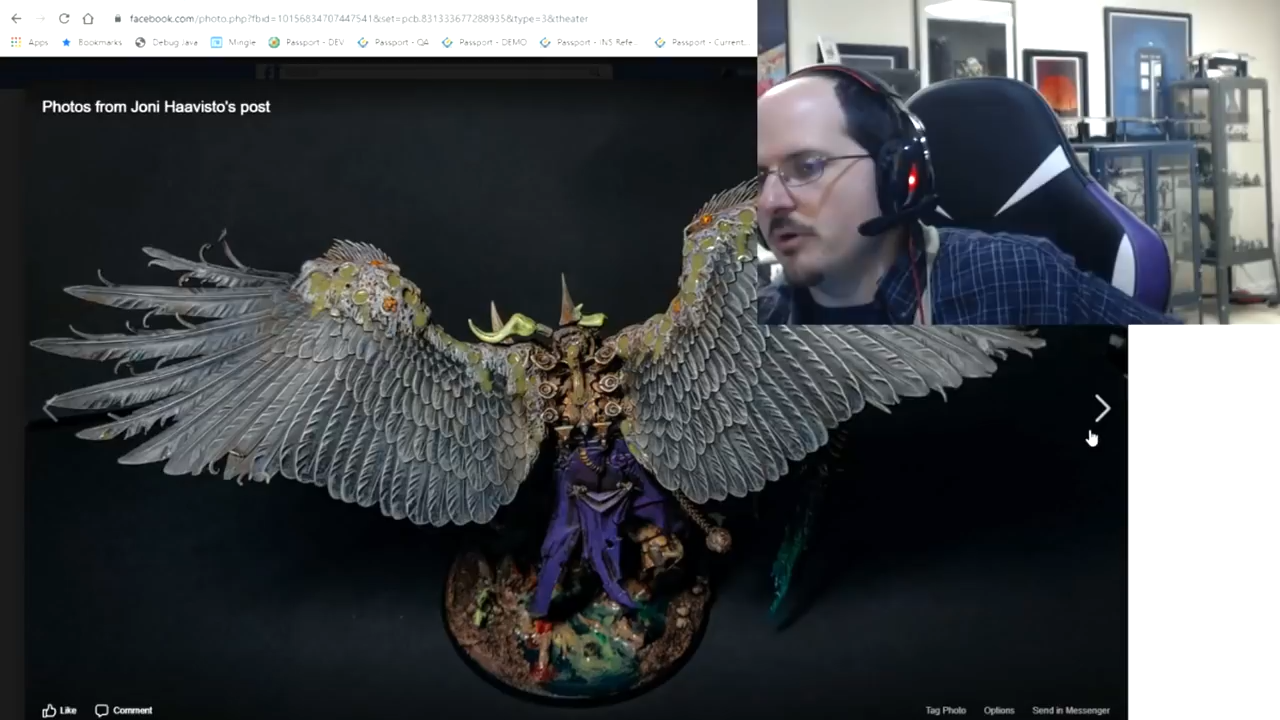 facebook.com/photo.php?fbid=10156834707447541&set=pcb.831333677288935&type=3&theater
Apps Bookmarks Debug Java Mingle Passport - DEV Passport - QA Passport - DEMO Passport - INS Refe... Passport - Current...
Photos from Joni Haavisto's post
Like Comment Tag Photo Options Send in Messenger